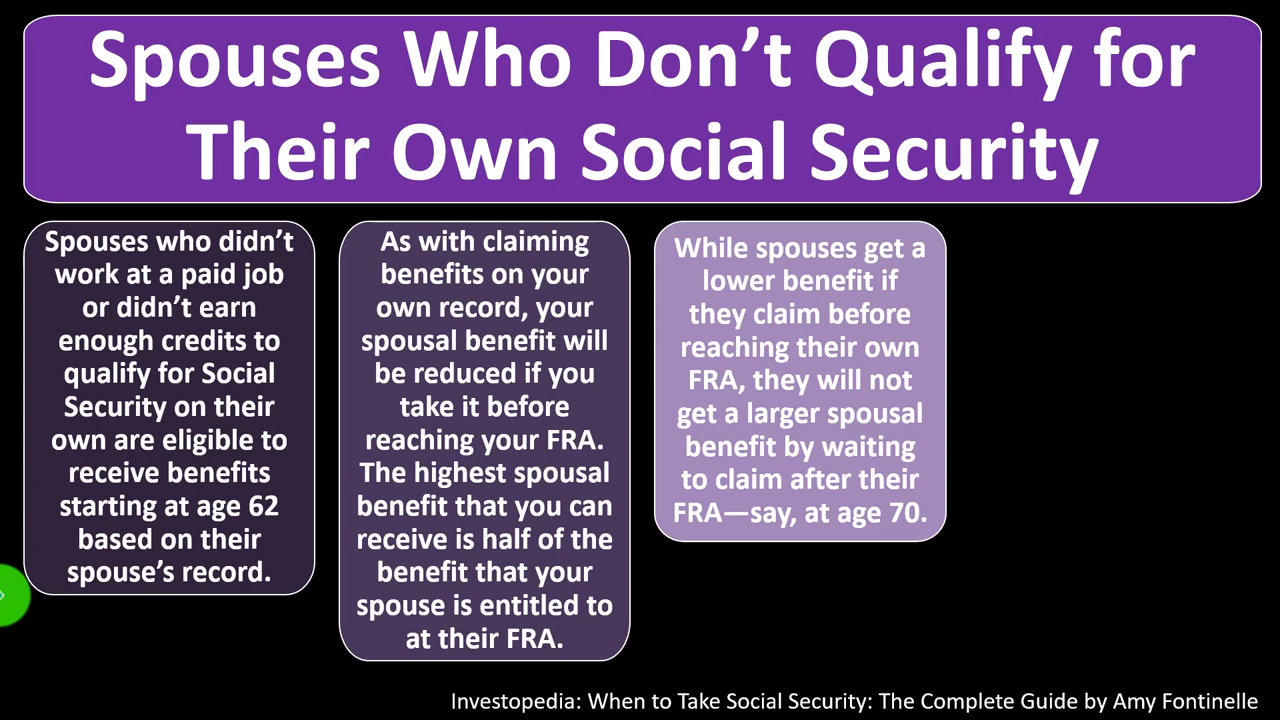 Spouses Who Don’t Qualify for
Their Own Social Security
Spouses who didn’t
work at a paid job
or didn’t earn
enough credits to
qualify for Social
Security on their
own are eligible to
receive benefits
starting at age 62
based on their
spouse’s record.
As with claiming
benefits on your
own record, your
spousal benefit will
be reduced if you
take it before
reaching your FRA.
The highest spousal
benefit that you can
receive is half of the
benefit that your
spouse is entitled to
at their FRA.
While spouses get a
lower benefit if
they claim before
reaching their own
FRA, they will not
get a larger spousal
benefit by waiting
to claim after their
FRA—say, at age 70.
Investopedia: When to Take Social Security: The Complete Guide by Amy Fontinelle